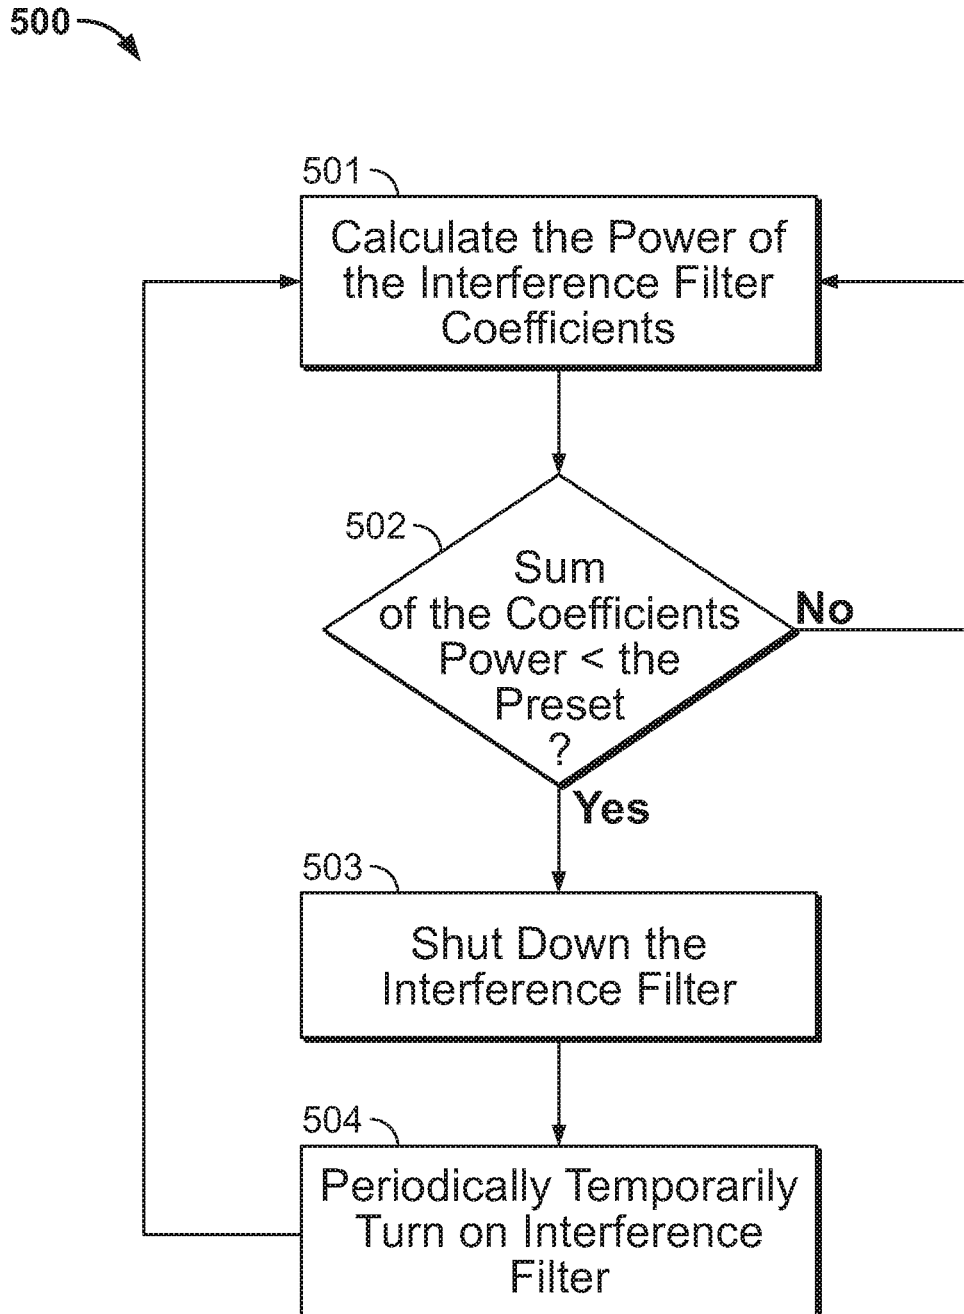 500
501
Calculate the Power of
the Interference Filter
Coefficients
502
Sum
of the Coefficients
Power < the
Preset
?
No
Yes
503
Shut Down the
Interference Filter
504
Periodically Temporarily
Turn on Interference
Filter